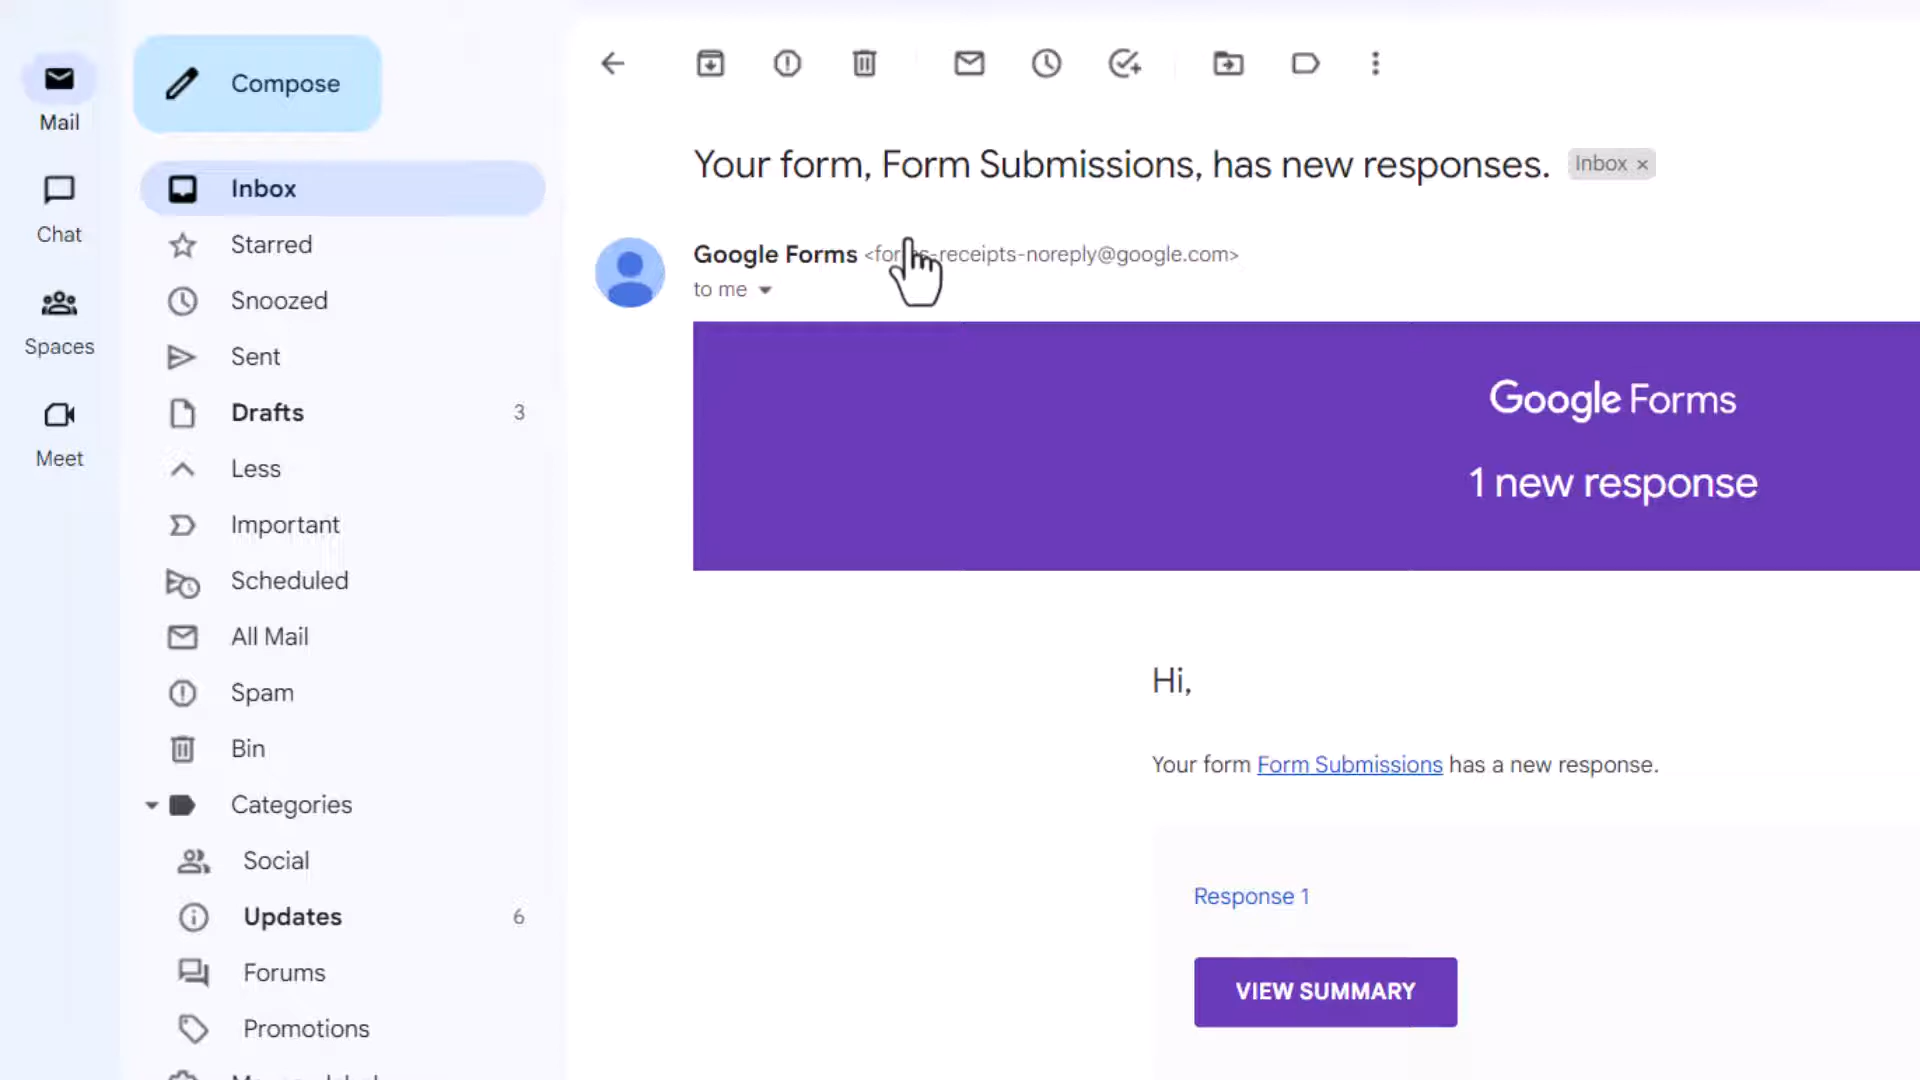 Mail
Chat
Spaces
Meet
Compose
Inbox
Starred
Snoozed
Sent
Drafts 3
Less
Important
Scheduled
All Mail
Spam
Bin
Categories
Social
Updates 6
Forums
Promotions
Your form, Form Submissions, has new responses. Inbox ×
Google Forms <forms-receipts-noreply@google.com>
to me
Google Forms
1 new response
Hi,
Your form Form Submissions has a new response.
Response 1
VIEW SUMMARY